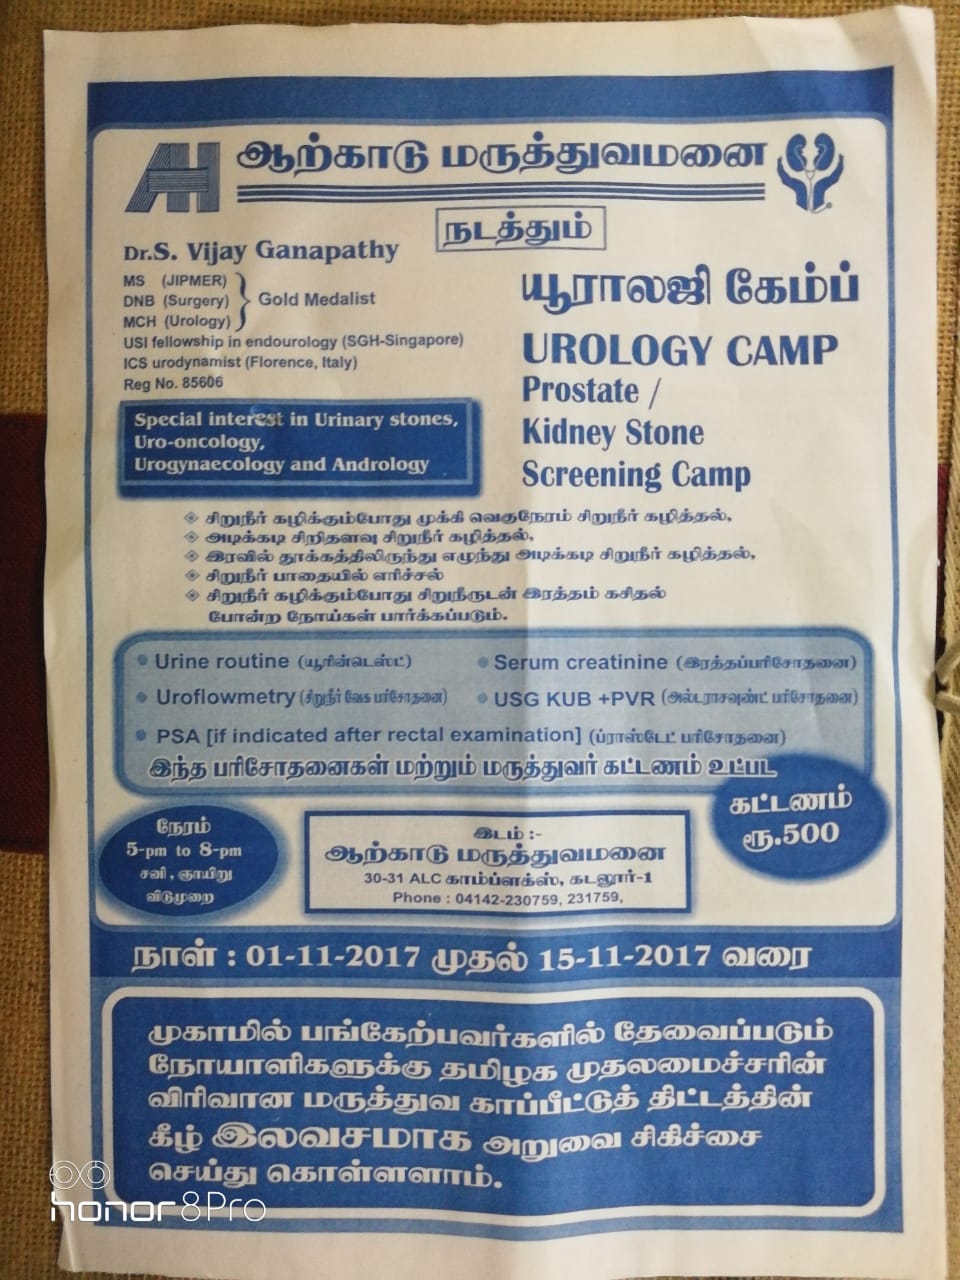 AH
ஆற்காடு மருத்துவமனை
நடத்தும்
Dr.S. Vijay Ganapathy
MS (JIPMER)
DNB (Surgery)
MCH (Urology)
Gold Medalist
USI fellowship in endourology (SGH-Singapore)
ICS urodynamist (Florence, Italy)
Reg No. 85606
Special interest in Urinary stones,
Uro-oncology,
Urogynaecology and Andrology
யூராலஜி கேம்ப்
UROLOGY CAMP
Prostate /
Kidney Stone
Screening Camp
சிறுநீர் கழிக்கும்போது முக்கி வெகுநேரம் சிறுநீர் கழித்தல்,
அடிக்கடி சிறிதளவு சிறுநீர் கழித்தல்,
இரவில் தூக்கத்திலிருந்து எழுந்து அடிக்கடி சிறுநீர் கழித்தல்,
சிறுநீர் பாதையில் எரிச்சல்
சிறுநீர் கழிக்கும்போது சிறுநீருடன் இரத்தம் கசிதல்
போன்ற நோய்கள் பார்க்கப்படும்.
Urine routine (யூரின்டெஸ்ட்)
Serum creatinine (இரத்தப்பரிசோதனை)
Uroflowmetry (சிறுநீர் வேக பரிசோதனை)
USG KUB +PVR (அல்டராசவுண்ட் பரிசோதனை)
PSA [if indicated after rectal examination] (ப்ராஸ்டேட் பரிசோதனை)
இந்த பரிசோதனைகள் மற்றும் மருத்துவர் கட்டணம் உட்பட
கட்டணம்
ரூ.500
நேரம்
5-pm to 8-pm
சனி, ஞாயிறு
விடுமுறை
இடம் :-
ஆற்காடு மருத்துவமனை
30-31 ALC காம்ப்ளக்ஸ், கடலூர்-1
Phone : 04142-230759, 231759,
நாள் : 01-11-2017 முதல் 15-11-2017 வரை
முகாமில் பங்கேற்பவர்களில் தேவைப்படும்
நோயாளிகளுக்கு தமிழக முதலமைச்சரின்
விரிவான மருத்துவ காப்பீட்டுத் திட்டத்தின்
கீழ் இலவசமாக அறுவை சிகிச்சை
செய்து கொள்ளளாம்.
honor 8 Pro